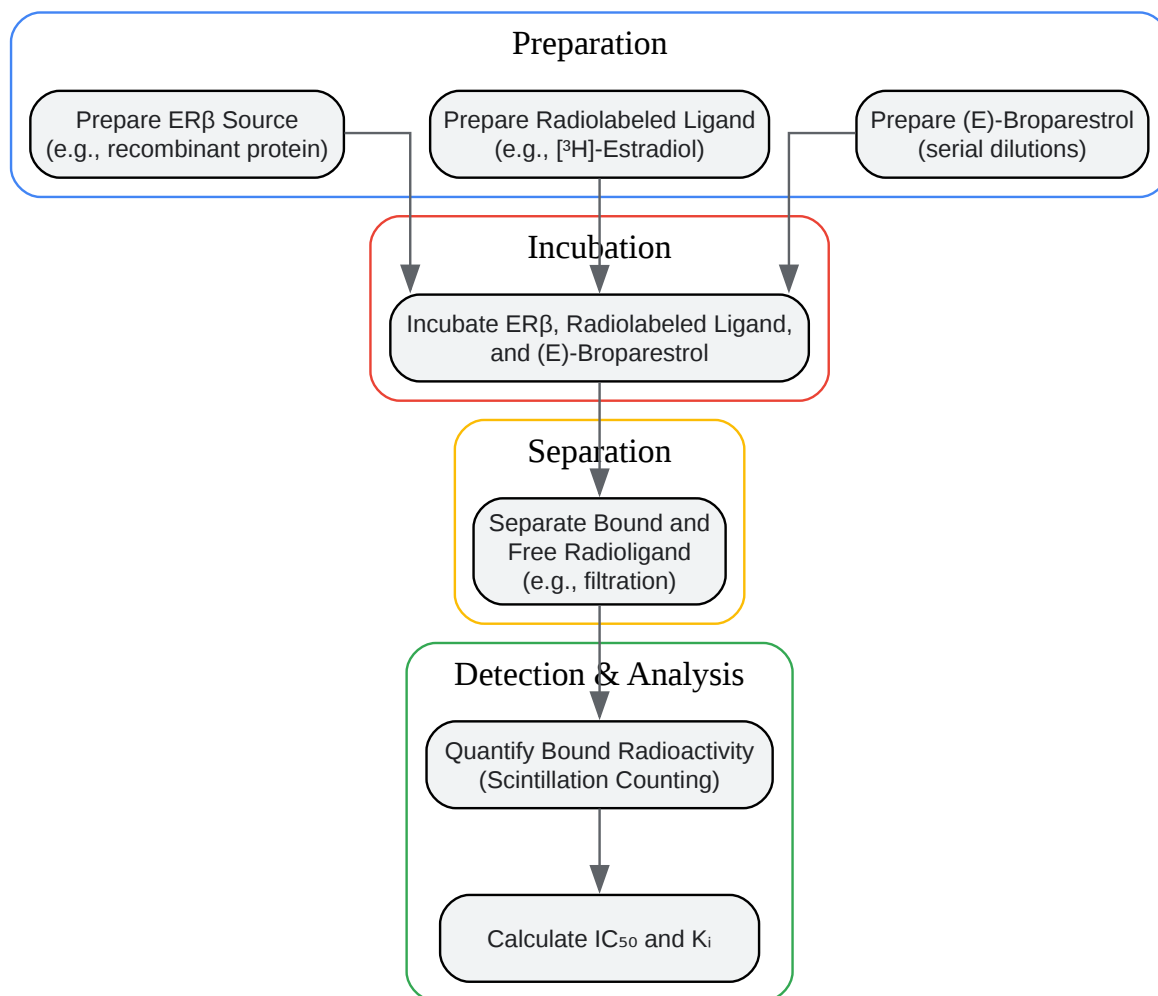 Preparation
Prepare ERβ Source
(e.g., recombinant protein)
Prepare Radiolabeled Ligand
(e.g., [³H]-Estradiol)
Prepare (E)-Broparestrol
(serial dilutions)
Incubation
Incubate ERβ, Radiolabeled Ligand,
and (E)-Broparestrol
Separation
Separate Bound and
Free Radioligand
(e.g., filtration)
Detection & Analysis
Quantify Bound Radioactivity
(Scintillation Counting)
Calculate IC₅₀ and Kᵢ